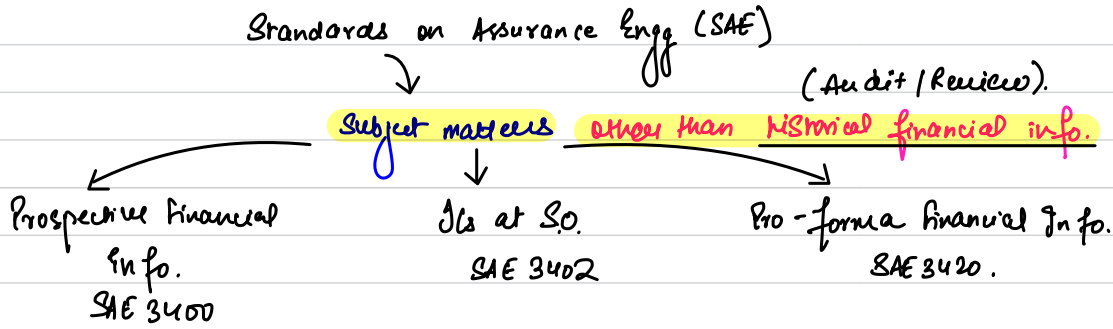 Standards on Assurance Engg (SAE)
(Audit / Review).
Subject matters other than historical financial info.
Prospective Financial Info.
SAE 3400
ICs at S.O.
SAE 3402
Pro-forma Financial Info.
SAE 3420.